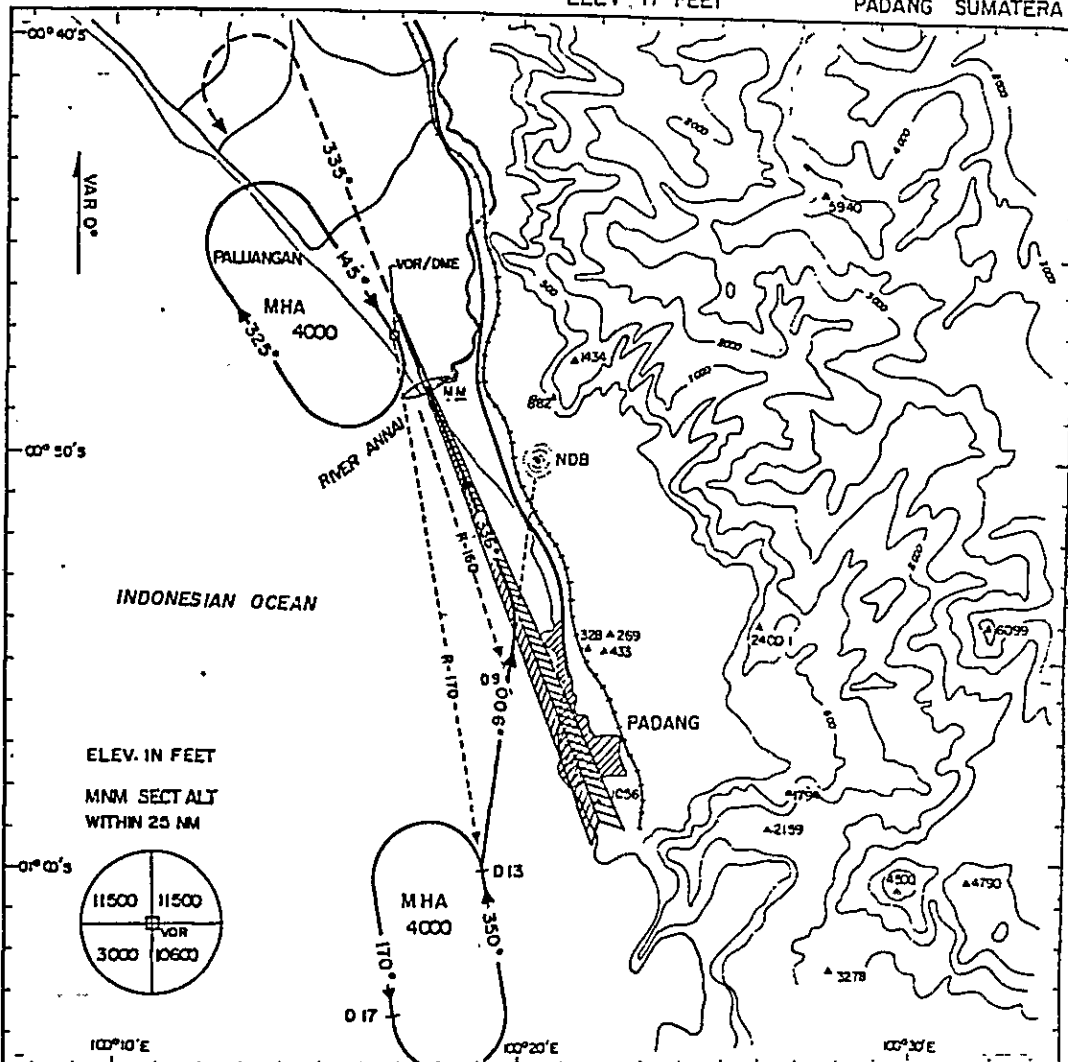 ELEV. 17 FEET
PADANG SUMATERA
00° 40'S
VAR 0°
335°
PALUANGAN
145°
VOR/DME
MHA
4000
325°
5940
1434
882
MM
RIVER ANNAI
00° 50'S
NDB
336°
R-160
R-170
INDONESIAN OCEAN
328
269
433
2400
6099
D9
006°
PADANG
ELEV. IN FEET
MNM SECT ALT
WITHIN 25 NM
1056
2159
01° 00'S
D13
MHA
4000
350°
170°
4500
4790
11500
11500
VOR
3000
10600
3278
D17
100° 10'E
100° 20'E
100° 30'E